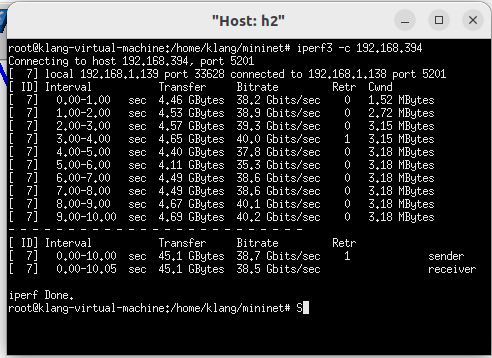 "Host: h2"
root@klang-virtual-machine:/home/klang/mininet# iperf3 -c 192.168.394
Connecting to host 192.168.394, port 5201
[  7] local 192.168.1.139 port 33628 connected to 192.168.1.138 port 5201
[ ID] Interval           Transfer     Bitrate         Retr  Cwnd
[  7]   0.00-1.00   sec  4.46 GBytes  38.2 Gbits/sec    0   1.52 MBytes
[  7]   1.00-2.00   sec  4.53 GBytes  38.9 Gbits/sec    0   2.72 MBytes
[  7]   2.00-3.00   sec  4.57 GBytes  39.3 Gbits/sec    0   3.15 MBytes
[  7]   3.00-4.00   sec  4.65 GBytes  40.0 Gbits/sec    1   3.15 MBytes
[  7]   4.00-5.00   sec  4.40 GBytes  37.8 Gbits/sec    0   3.18 MBytes
[  7]   5.00-6.00   sec  4.11 GBytes  35.3 Gbits/sec    0   3.18 MBytes
[  7]   6.00-7.00   sec  4.49 GBytes  38.6 Gbits/sec    0   3.18 MBytes
[  7]   7.00-8.00   sec  4.49 GBytes  38.6 Gbits/sec    0   3.18 MBytes
[  7]   8.00-9.00   sec  4.67 GBytes  40.1 Gbits/sec    0   3.18 MBytes
[  7]   9.00-10.00  sec  4.69 GBytes  40.2 Gbits/sec    0   3.18 MBytes
- - - - - - - - - - - - - - - - - - - - - - - - -
[ ID] Interval           Transfer     Bitrate         Retr
[  7]   0.00-10.00  sec  45.1 GBytes  38.7 Gbits/sec    1             sender
[  7]   0.00-10.05  sec  45.1 GBytes  38.5 Gbits/sec                  receiver
iperf Done.
root@klang-virtual-machine:/home/klang/mininet# S